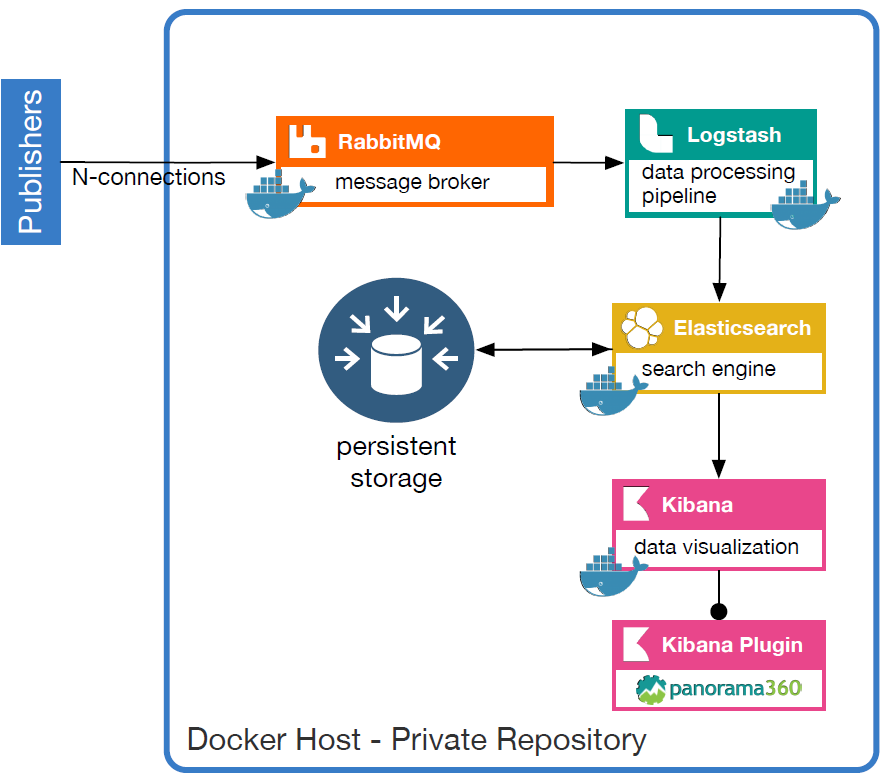 Publishers
N-connections
RabbitMQ
message broker
Logstash
data processing
pipeline
Elasticsearch
search engine
persistent
storage
Kibana
data visualization
Kibana Plugin
panorama360
Docker Host - Private Repository